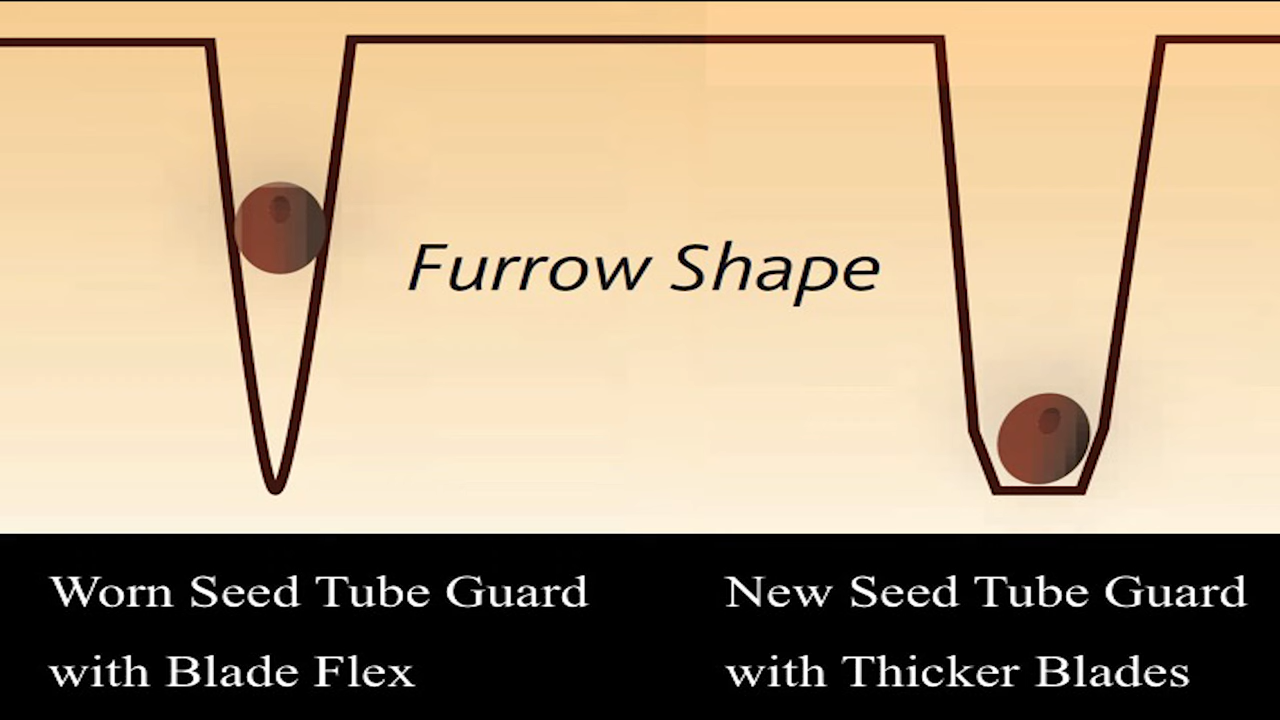 Furrow Shape
Worn Seed Tube Guard
with Blade Flex
New Seed Tube Guard
with Thicker Blades